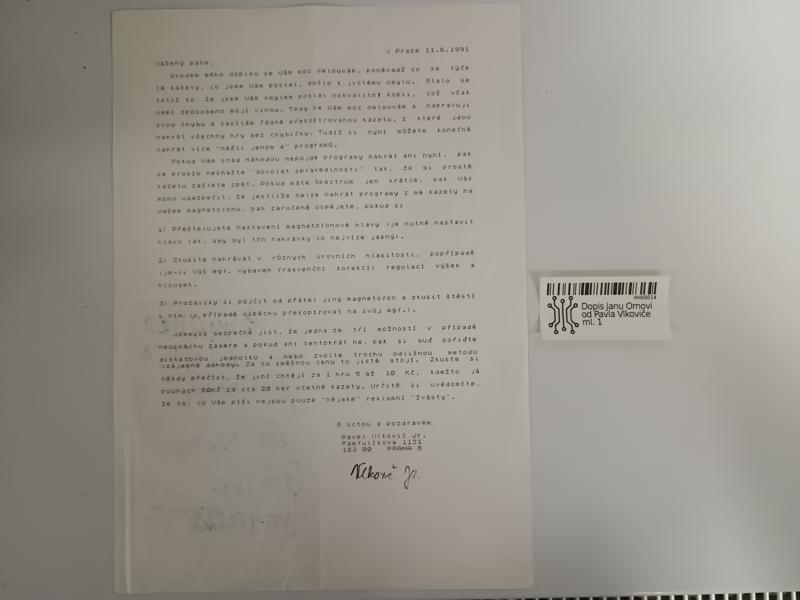 U Praze 11.6.1991
Vážený pane,
úvodem mého dopisu se Vám moc omlouvám, poněvadž co se týče
té kazety, co jsem Vám poslal, došlo k jistému omylu. Stalo se
totiž to, že jsem Vám omylem poslal nekvalitní kopii, což však
není způsobeno mojí vinou. Tedy se Vám moc omlouvám a napravuji
svou chybu a zasílám řádně překopírovanou kazetu, z které jdou
nahrát všechny hry bez chybičky. Tudíž si nyní můžete konečně
nahrát více "nežli jenom a" programů.
Pokud Vám snad náhodou nepůjde programy nahrát ani nyní, pak
se prosím nesnažte "dovolat spravedlnosti" tak, že mi prostě
kazetu zašlete zpět. Pokud máte Spectrum jen krátce, pak Vás
mohu ubezpečit, že jestliže nelze nahrát programy z mé kazety na
Vašem magnetofonu, pak zaručeně uspějete, pokud si
1) Přeštelujete nastavení magnetofonové hlavy (je nutné nastavit
hlavu tak, aby byl tón nahrávky co nejvíce jasný).
2) Zkusíte nahrávat v různých úrovních hlasitosti, popřípadě
(je-li Váš mgf. vybaven frekvenční korekcí) regulací výšek a
hloubek.
3) Prozaicky si půjčit od přátel jiný magnetofon a zkusit štěstí
s ním (v případě úspěchu překopírovat na svůj mgf.).
Jsem si bezpečně jist, že jedna ze tří možností v případě
neúspěchu zabere a pokud ani tentokrát ne, pak si buď pořiďte
disketovou jednotku a nebo zvolte trochu odlišnou metodu
vzájemné dohody. Za tu směšnou cenu to jistě stojí. Zkuste si
někdy přečíst, že jiní chtějí za 1 hru 5 až 10 Kč, kdežto já
pouhých 60Kč za cca 20 her včetně kazety. Určitě si uvědomíte,
že to, co Vám píši nejsou pouze "nějaké" reklamní "žvásty".
S úctou a pozdravem
Pavel Vlkovič Jr.
Pamfulíkova 1131
182 00 PRAHA 8
Vlkovič Jr.
HH09014
Dopis Janu Ornovi
od Pavla Vlkoviče
ml. 1